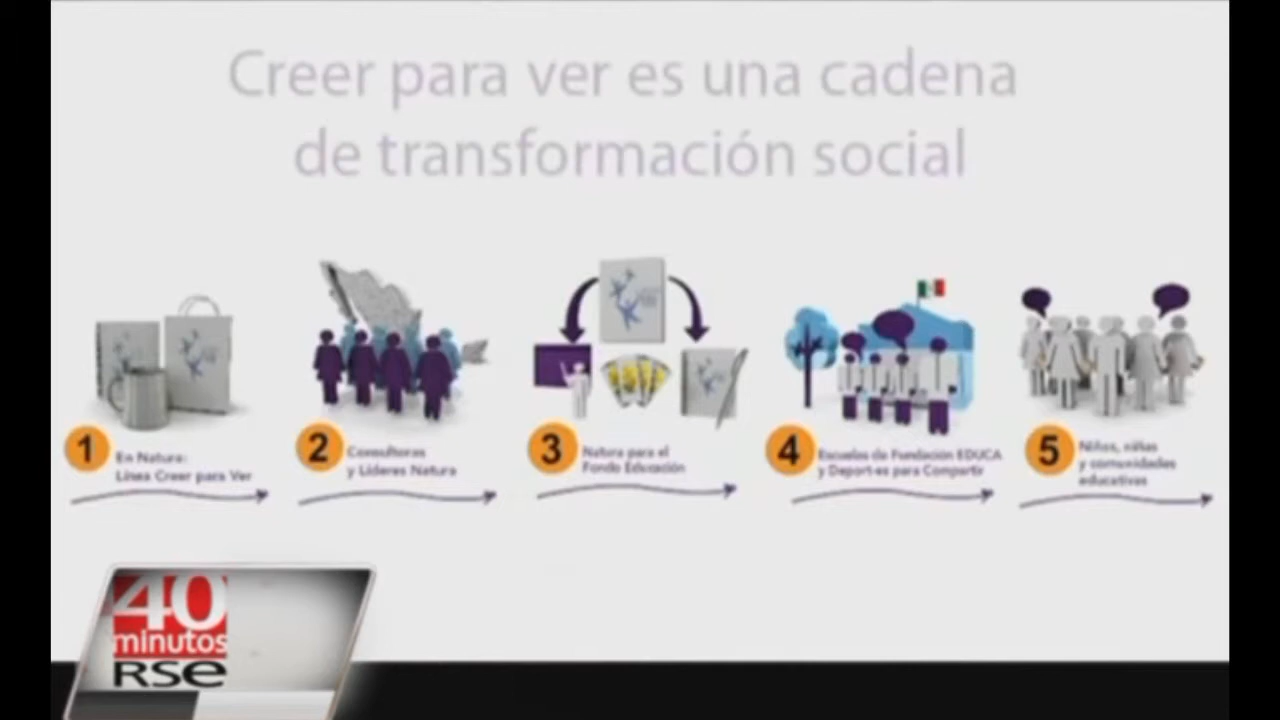 Creer para ver es una cadena
de transformación social
1
En Natura:
Línea Creer para Ver
2
Consultoras
y Líderes Natura
3
Natura para el
Fondo Educación
4
Escuelas de Fundación EDUCA
y Deport-es para Compartir
5
Niños, niñas
y comunidades
educativas
40
minutos
RSe